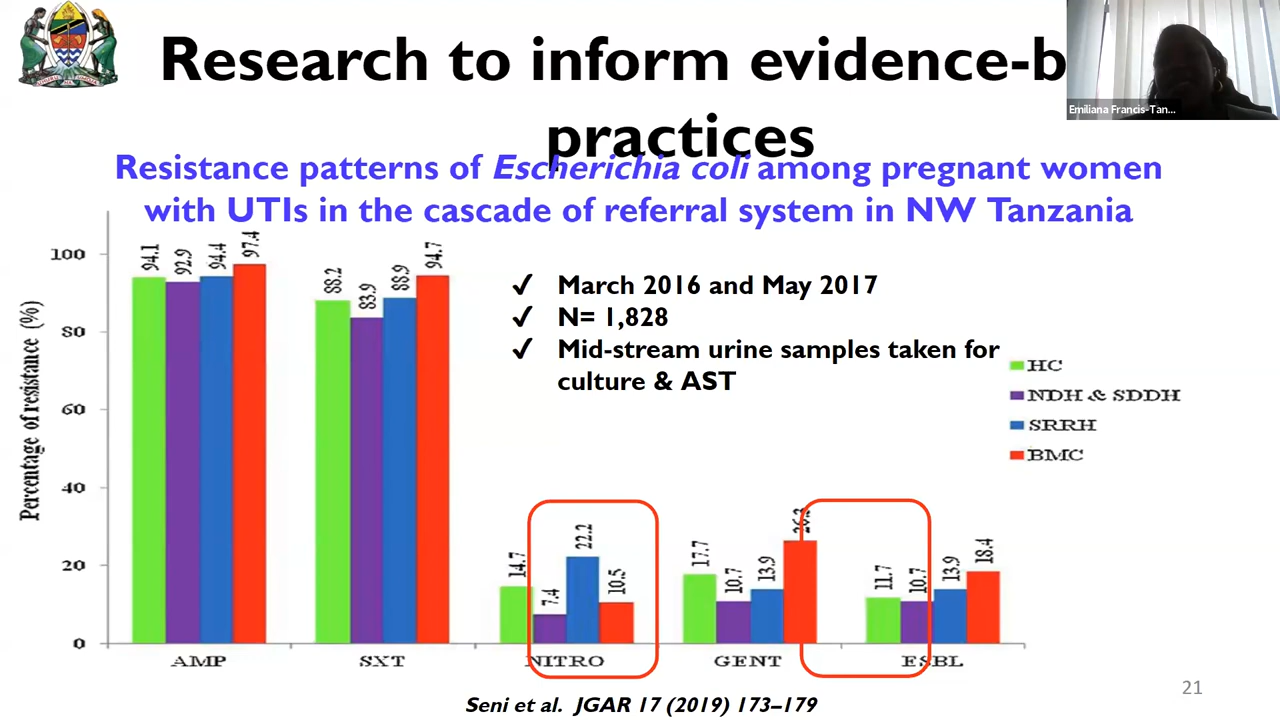 Research to inform evidence-b
practices
Emiliana Francis-Tan...
Resistance patterns of Escherichia coli among pregnant women
with UTIs in the cascade of referral system in NW Tanzania
✓ March 2016 and May 2017
✓ N= 1,828
✓ Mid-stream urine samples taken for
culture & AST
Percentage of resistance (%)
100
80
60
40
20
0
94.1
92.9
94.4
97.4
88.2
83.9
88.9
94.7
14.7
7.4
22.2
10.5
17.7
10.7
13.9
11.7
10.7
13.9
18.4
AMP
SXT
NITRO
GENT
ESBL
HC
NDH & SDDH
SRRH
BMC
Seni et al. JGAR 17 (2019) 173–179
21